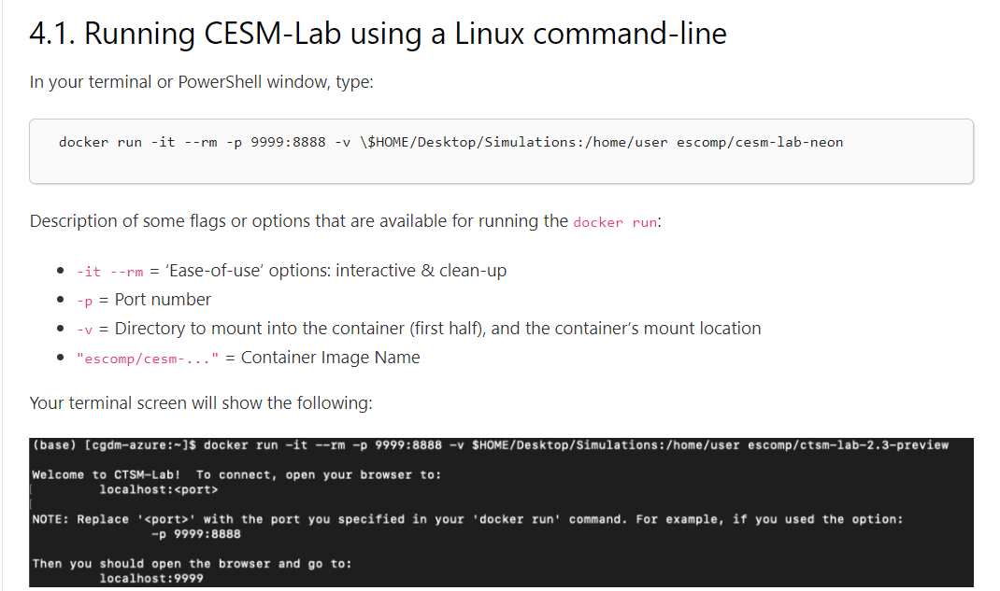 4.1. Running CESM-Lab using a Linux command-line
In your terminal or PowerShell window, type:
docker run -it --rm -p 9999:8888 -v \$HOME/Desktop/Simulations:/home/user escomp/cesm-lab-neon
Description of some flags or options that are available for running the docker run:
• -it --rm = ‘Ease-of-use’ options: interactive & clean-up
• -p = Port number
• -v = Directory to mount into the container (first half), and the container’s mount location
• "escomp/cesm-..." = Container Image Name
Your terminal screen will show the following:
(base) [cgdm-azure:~]$ docker run -it --rm -p 9999:8888 -v $HOME/Desktop/Simulations:/home/user escomp/ctsm-lab-2.3-preview
Welcome to CTSM-Lab! To connect, open your browser to:
localhost:<port>
NOTE: Replace '<port>' with the port you specified in your 'docker run' command. For example, if you used the option:
-p 9999:8888
Then you should open the browser and go to:
localhost:9999